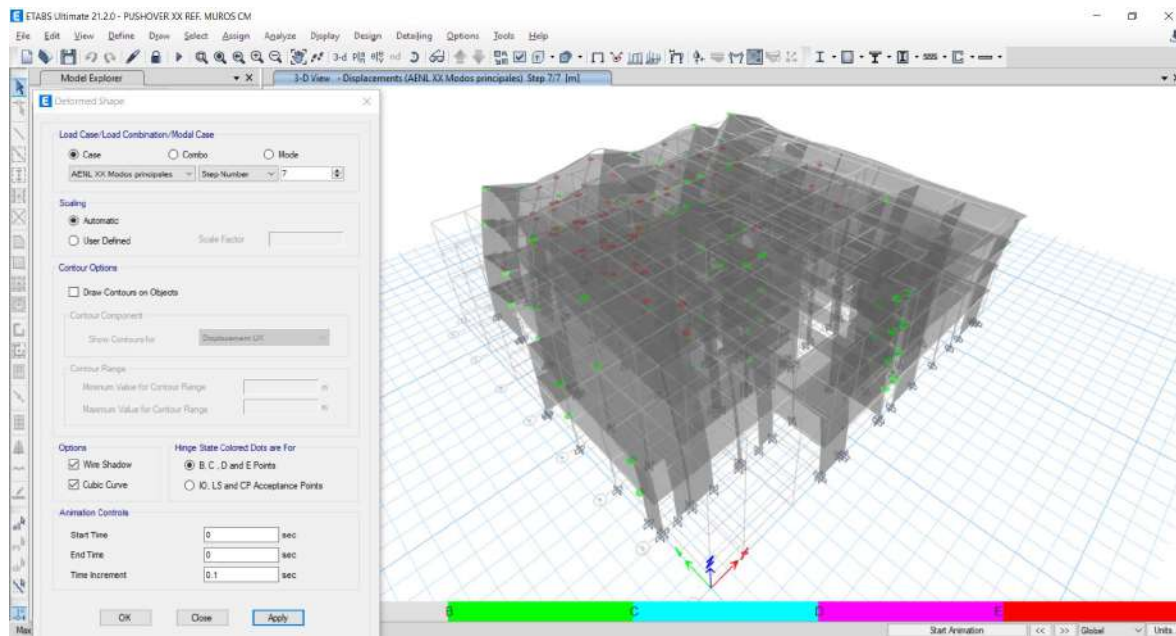 ETABS Ultimate 21.2.0 - PUSHOVER XX REF. MUROS CM
File Edit View Define Draw Select Assign Analyze Display Design Detailing Options Tools Help
3-d
nd
Model Explorer
3-D View - Displacements (AENL XX Modos principales) Step 7/7 [m]
Deformed Shape
Load Case/Load Combination/Modal Case
Case Combo Mode
AENL XX Modos principales Step Number 7
Scaling
Automatic
User Defined Scale Factor
Contour Options
Draw Contours on Objects
Contour Component
Show Contours for Displacement UX
Contour Range
Minimum Value for Contour Range m
Maximum Value for Contour Range m
Options
Wire Shadow
Cubic Curve
Hinge State Colored Dots are For
B, C, D and E Points
IO, LS and CP Acceptance Points
Animation Controls
Start Time 0 sec
End Time 0 sec
Time Increment 0.1 sec
OK Close Apply
B C D E
Start Animation << >> Global Units